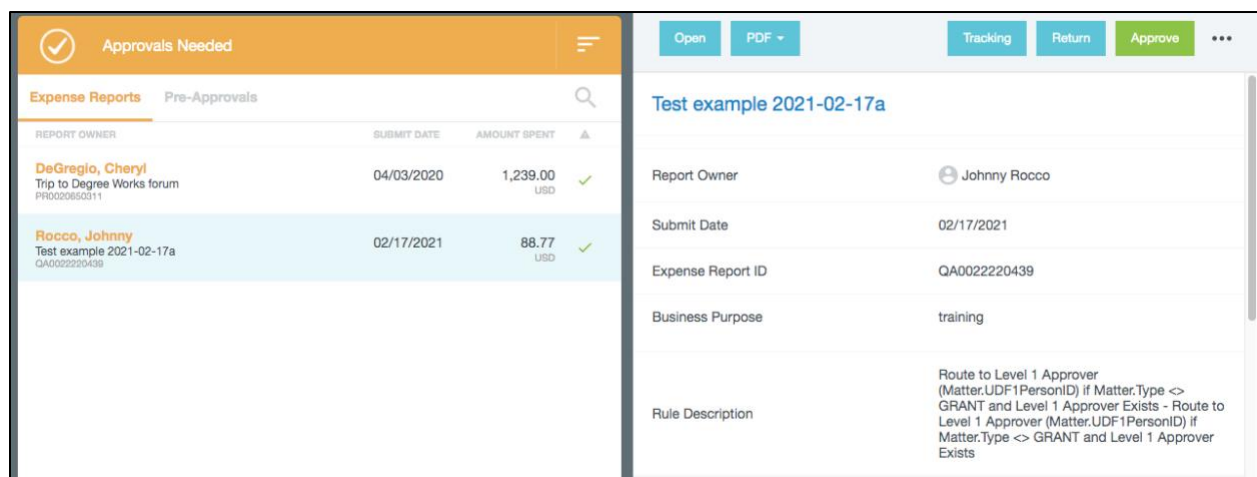 Approvals Needed
Expense Reports Pre-Approvals
REPORT OWNER SUBMIT DATE AMOUNT SPENT
DeGregio, Cheryl 04/03/2020 1,239.00
Trip to Degree Works forum USD
PR0020650311
Rocco, Johnny 02/17/2021 88.77
Test example 2021-02-17a USD
QA0022220439
Open PDF Tracking Return Approve
Test example 2021-02-17a
Report Owner Johnny Rocco
Submit Date 02/17/2021
Expense Report ID QA0022220439
Business Purpose training
Rule Description
Route to Level 1 Approver
(Matter.UDF1PersonID) if Matter.Type <>
GRANT and Level 1 Approver Exists - Route to
Level 1 Approver (Matter.UDF1PersonID) if
Matter.Type <> GRANT and Level 1 Approver
Exists